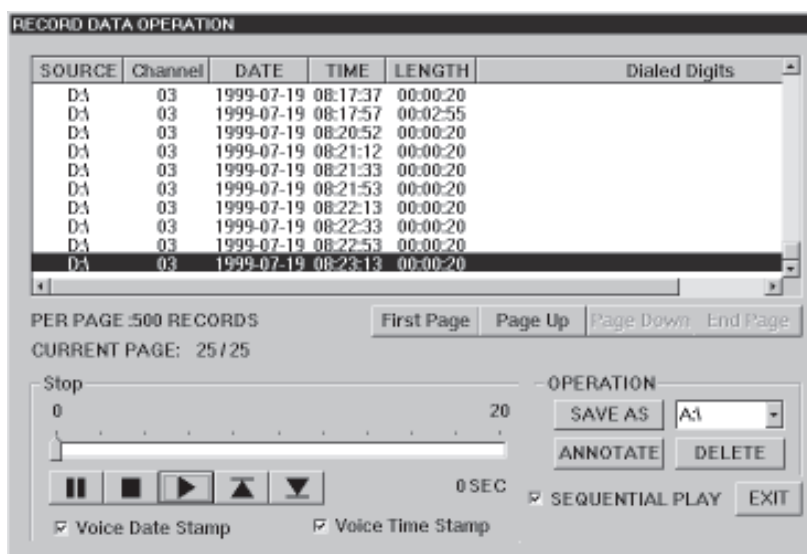 RECORD DATA OPERATION
SOURCE Channel DATE TIME LENGTH Dialed Digits
D:\ 03 1999-07-19 08:17:37 00:00:20
D:\ 03 1999-07-19 08:17:57 00:02:55
D:\ 03 1999-07-19 08:20:52 00:00:20
D:\ 03 1999-07-19 08:21:12 00:00:20
D:\ 03 1999-07-19 08:21:33 00:00:20
D:\ 03 1999-07-19 08:21:53 00:00:20
D:\ 03 1999-07-19 08:22:13 00:00:20
D:\ 03 1999-07-19 08:22:33 00:00:20
D:\ 03 1999-07-19 08:22:53 00:00:20
D:\ 03 1999-07-19 08:23:13 00:00:20
PER PAGE :500 RECORDS First Page Page Up Page Down End Page
CURRENT PAGE: 25 / 25
Stop
0 20
0 SEC
Voice Date Stamp Voice Time Stamp
OPERATION
SAVE AS A:\
ANNOTATE DELETE
SEQUENTIAL PLAY EXIT